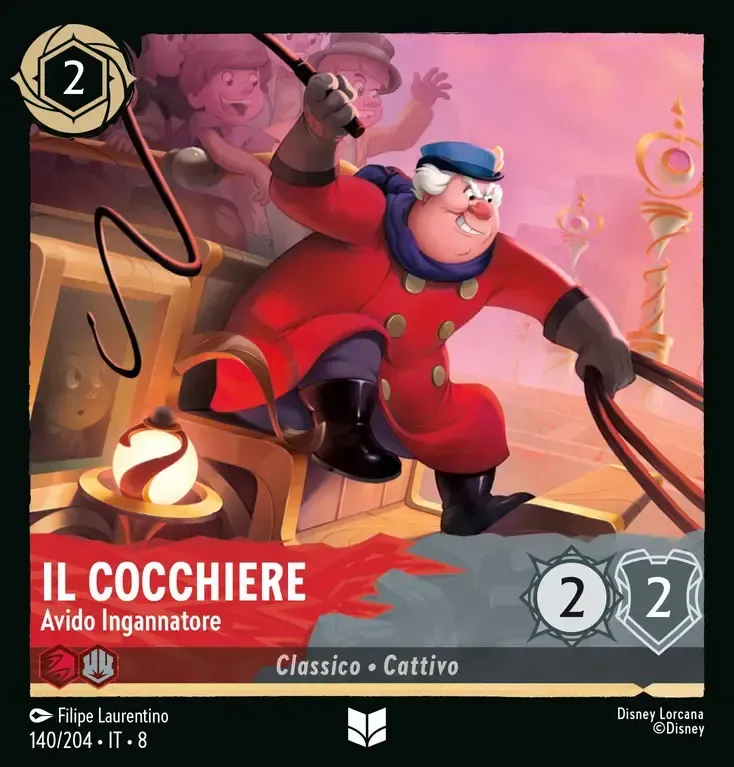 2
IL COCCHIERE
Avido Ingannatore
2 2
Classico • Cattivo
Filipe Laurentino
140/204 • IT • 8
Disney Lorcana
©Disney